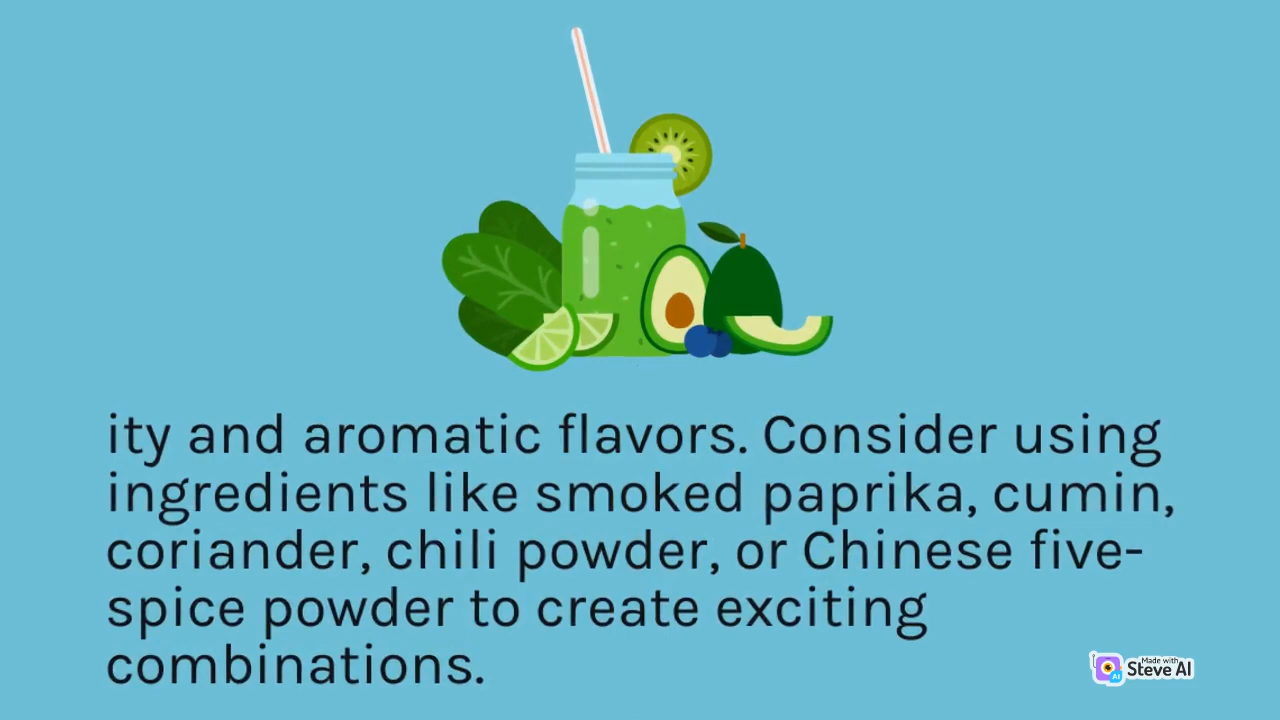 ity and aromatic flavors. Consider using
ingredients like smoked paprika, cumin,
coriander, chili powder, or Chinese five-
spice powder to create exciting
combinations.
Made with
Steve AI
AI